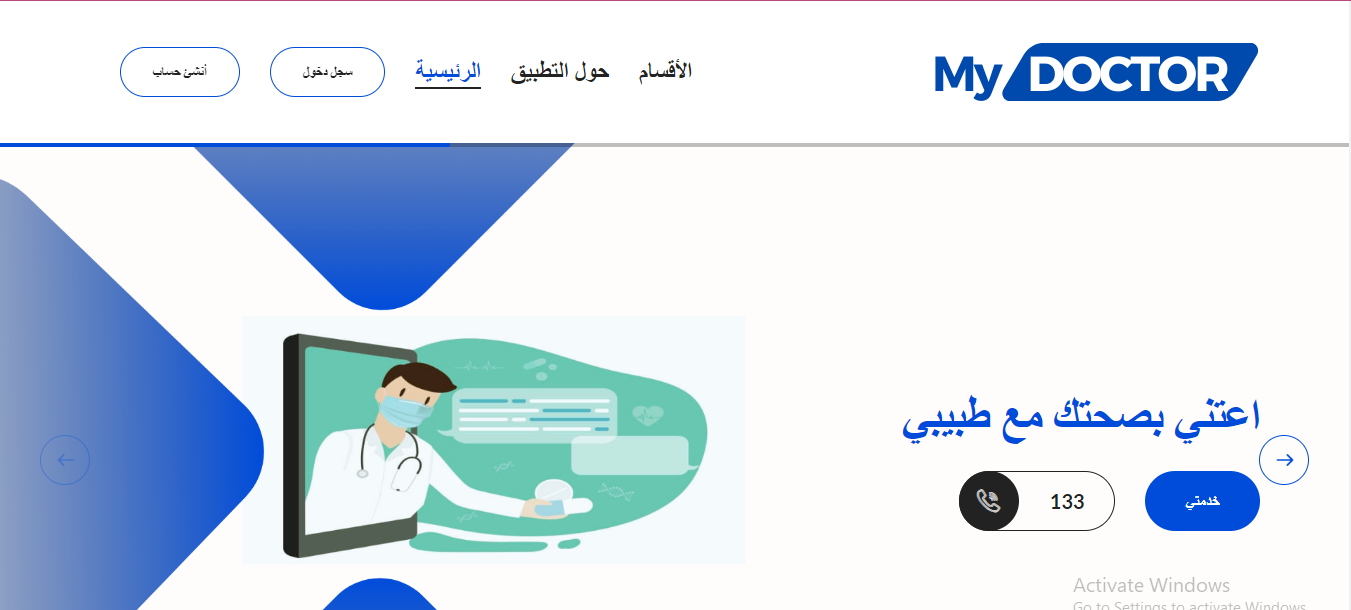 My DOCTOR
الأقسام
حول التطبيق
الرئيسية
سجل دخول
أنشئ حساب
اعتني بصحتك مع طبيبي
خدمتي
133
Activate Windows
Go to Settings to activate Windows.